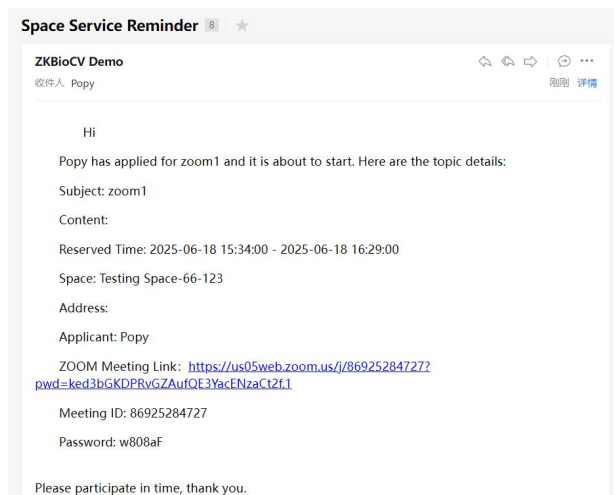 Space Service Reminder 8
ZKBioCV Demo
收件人 Popy
刚刚 详情
Hi
Popy has applied for zoom1 and it is about to start. Here are the topic details:
Subject: zoom1
Content:
Reserved Time: 2025-06-18 15:34:00 - 2025-06-18 16:29:00
Space: Testing Space-66-123
Address:
Applicant: Popy
ZOOM Meeting Link: https://us05web.zoom.us/j/86925284727?
pwd=ked3bGKDPRvGZAufQE3YacENzaCt2f.1
Meeting ID: 86925284727
Password: w808aF
Please participate in time, thank you.